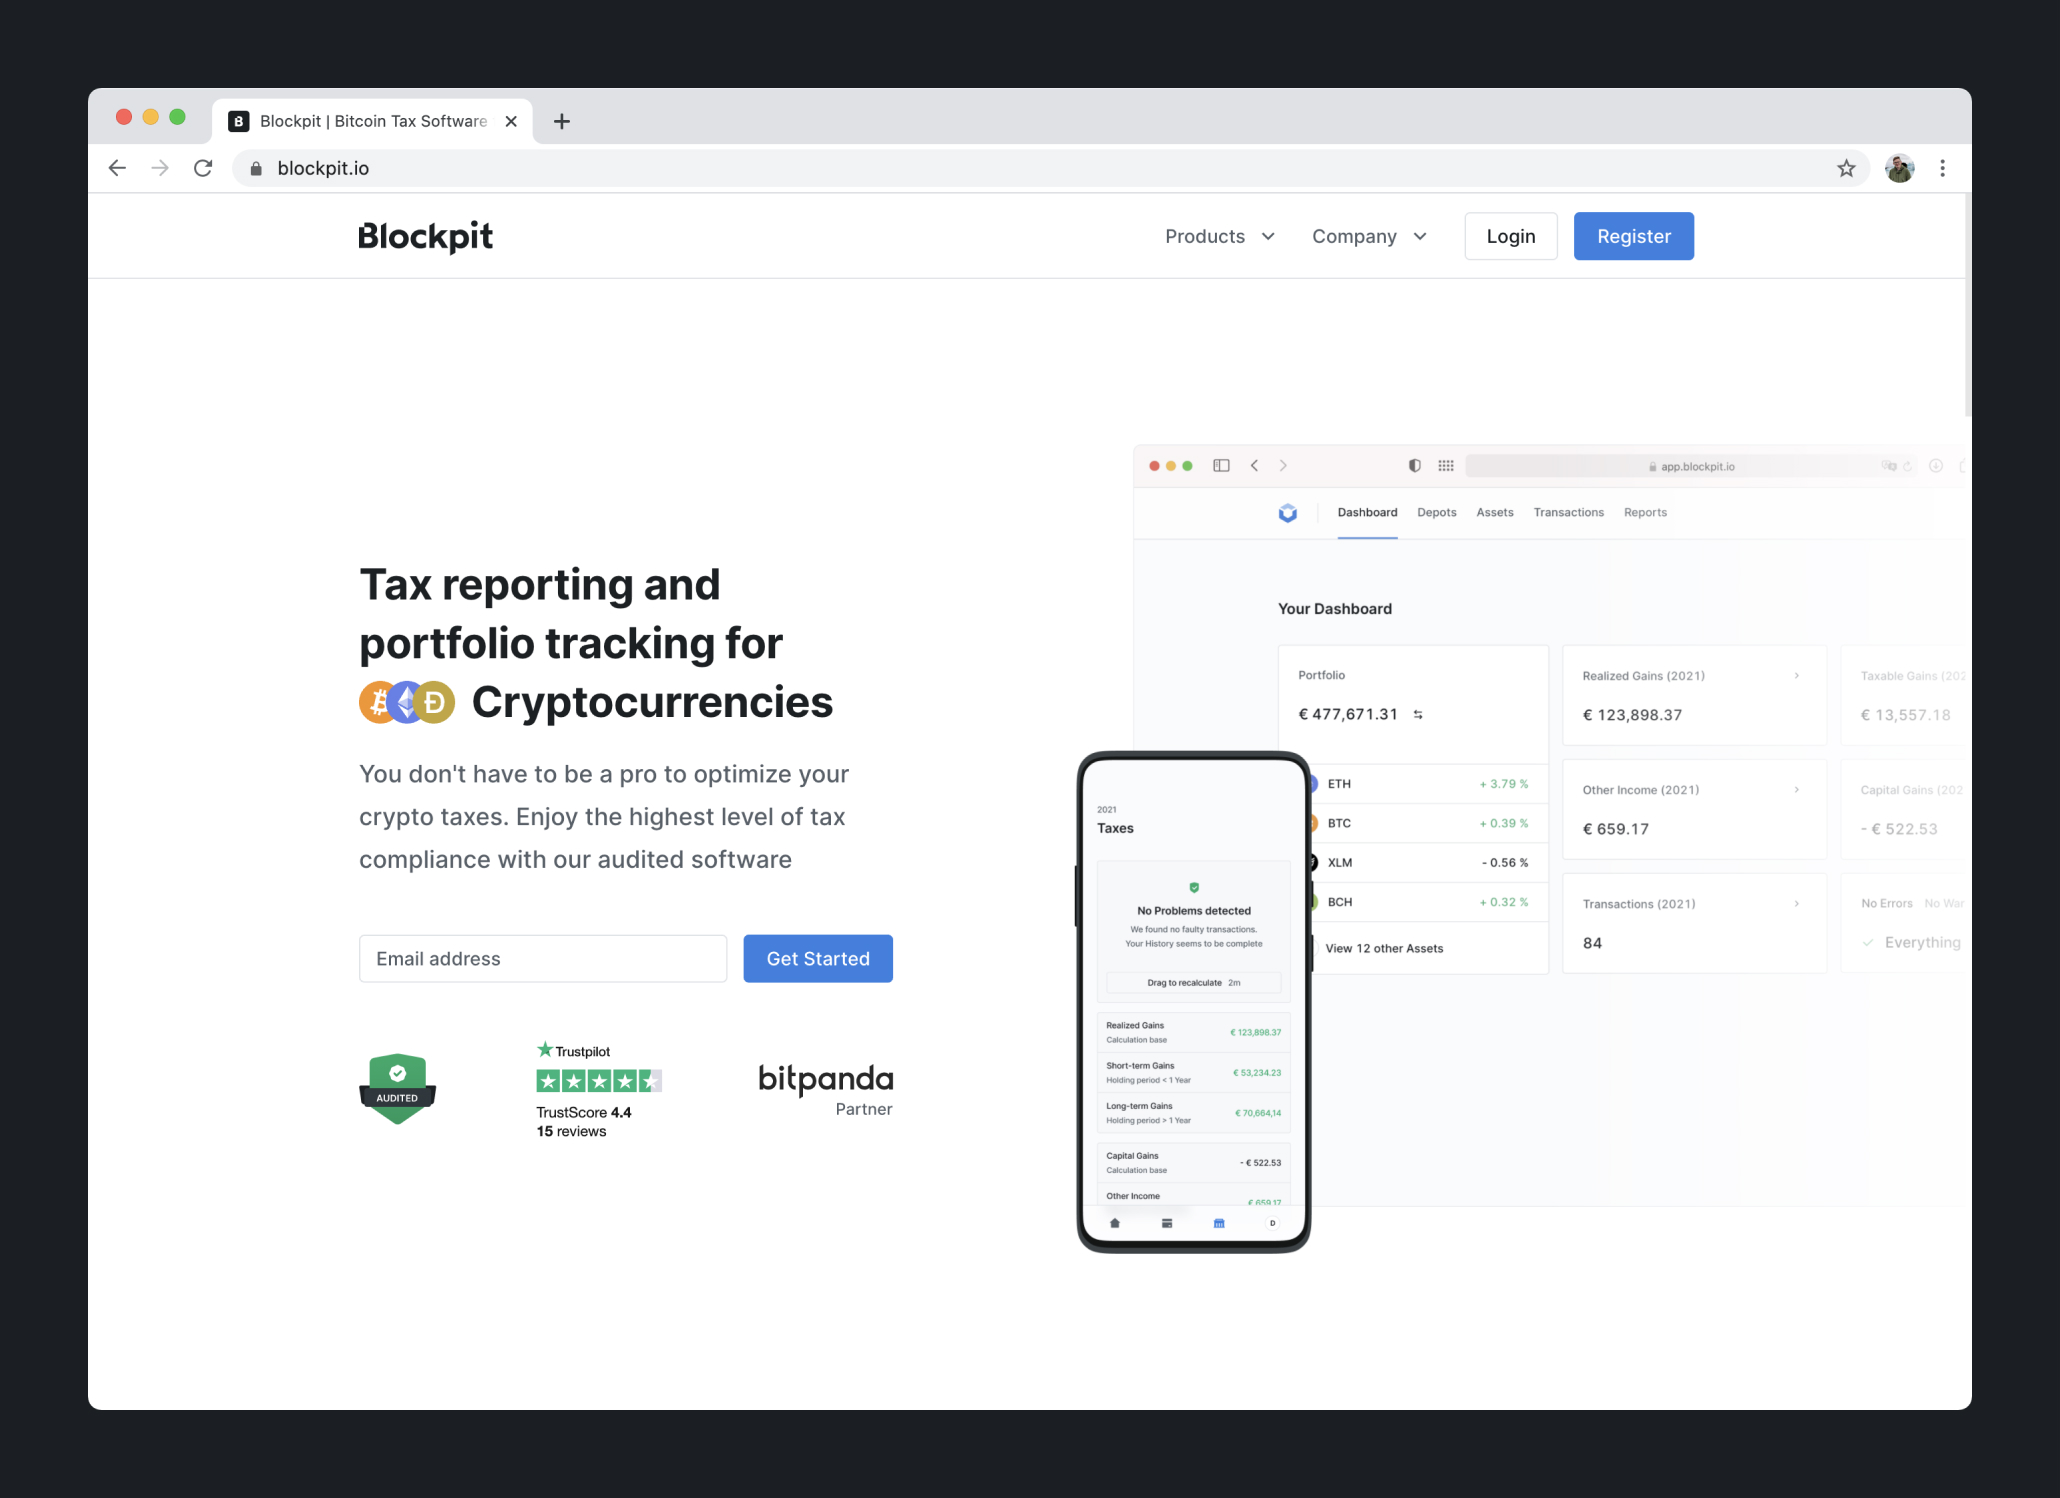 Blockpit | Bitcoin Tax Software
blockpit.io
Blockpit
Products
Company
Login
Register
Tax reporting and
portfolio tracking for
Cryptocurrencies
You don't have to be a pro to optimize your
crypto taxes. Enjoy the highest level of tax
compliance with our audited software
Email address
Get Started
AUDITED
Trustpilot
TrustScore 4.4
15 reviews
bitpanda
Partner
app.blockpit.io
Dashboard
Depots
Assets
Transactions
Reports
Your Dashboard
Portfolio
€ 477,671.31
ETH + 3.79 %
BTC + 0.39 %
XLM - 0.56 %
BCH + 0.32 %
View 12 other Assets
Realized Gains (2021)
€ 123,898.37
Other Income (2021)
€ 659.17
Transactions (2021)
84
Taxable Gains (202
€ 13,557.18
Capital Gains (202
- € 522.53
No Errors No War
Everything
2021
Taxes
No Problems detected
We found no faulty transactions.
Your History seems to be complete
Drag to recalculate 2m
Realized Gains
Calculation base
€ 123,898.37
Short-term Gains
Holding period < 1 Year
€ 53,234.23
Long-term Gains
Holding period > 1 Year
€ 70,664,14
Capital Gains
Calculation base
- € 522.53
Other Income
€ 659.17
D